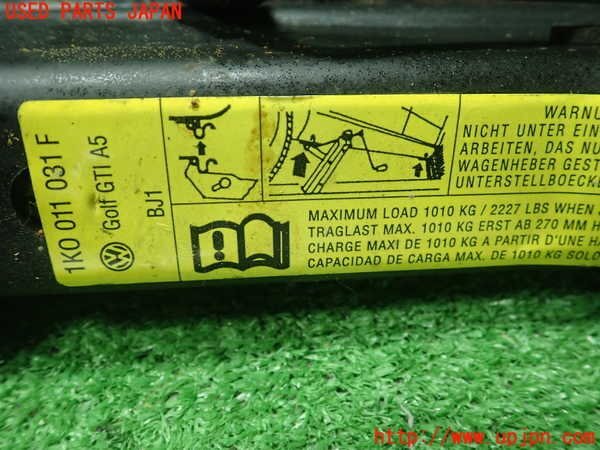 USED PARTS JAPAN
1K0 011 031 F
/Golf GTI A5
BJ1
NICHT UNTER EIN
ARBEITEN, DAS NU
WAGENHEBER GEST
UNTERSTELLBOECK
MAXIMUM LOAD 1010 KG / 2227 LBS WHEN
TRAGLAST MAX. 1010 KG ERST AB 270 MM H
CHARGE MAXI DE 1010 KG A PARTIR D'UNE HA
CAPACIDAD DE CARGA MAX. DE 1010 KG SOLO
http://www.upjpn.com